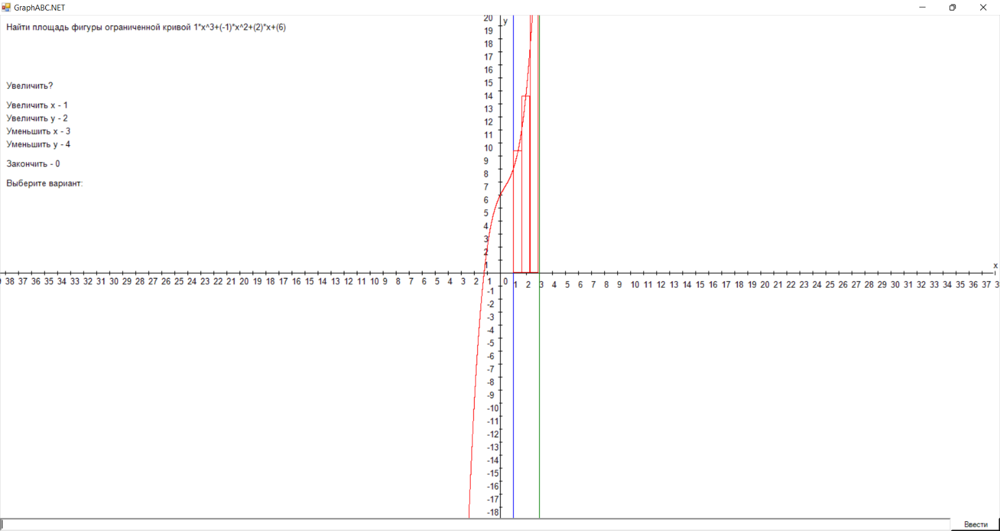 GraphABC.NET
Найти площадь фигуры ограниченной кривой 1*x^3+(-1)*x^2+(2)*x+(6)
Увеличить?
Увеличить x - 1
Увеличить y - 2
Уменьшить x - 3
Уменьшить y - 4
Закончить - 0
Выберите вариант:
y
20
19
18
17
16
15
14
13
12
11
10
9
8
7
6
5
4
3
2
1
x
38 37 36 35 34 33 32 31 30 29 28 27 26 25 24 23 22 21 20 19 18 17 16 15 14 13 12 11 10 9 8 7 6 5 4 3 2 1 0 1 2 3 4 5 6 7 8 9 10 11 12 13 14 15 16 17 18 19 20 21 22 23 24 25 26 27 28 29 30 31 32 33 34 35 36 37
-1
-2
-3
-4
-5
-6
-7
-8
-9
-10
-11
-12
-13
-14
-15
-16
-17
-18
Ввести